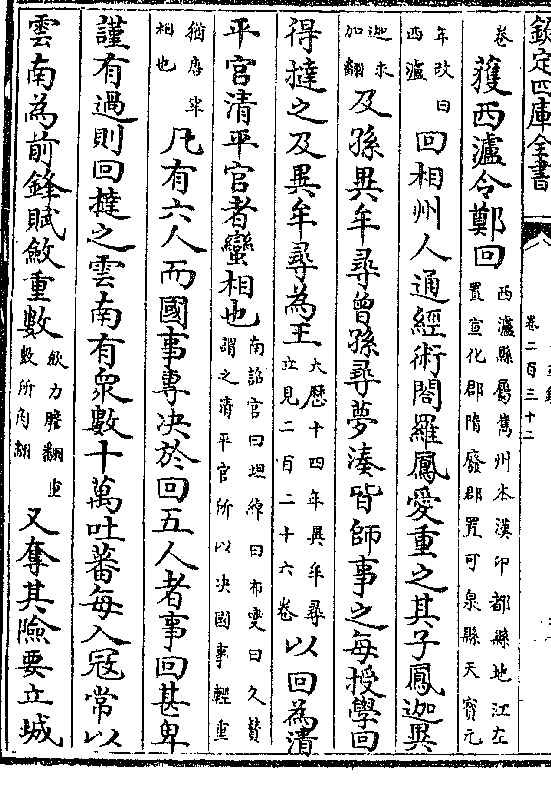 欽定四庫全書
卷二百三十二
卷獲西瀘令鄭回西瀘縣屬巂州本漢邛都縣地江左置宣化郡隋廢郡置可泉縣天寶元
年改曰西瀘回相州人通經術閤羅鳳愛重之其子鳳迦異
迦求加翻及孫異牟尋曾孫尋夢湊皆師事之每授學回
得撻之及異牟尋為王大歷十四年異牟尋立見二百二十六卷以回為清
平官清平官者蠻相也南詔官曰坦綽曰布燮曰久贊謂之清平官所以决國事輕重
猶唐宰相也凡有六人而國事專决於回五人者事回甚卑
謹有過則回撻之雲南有衆數十萬吐蕃每入寇常以
雲南為前鋒賦斂重數斂力贍翻重數所角翻又奪其險要立城